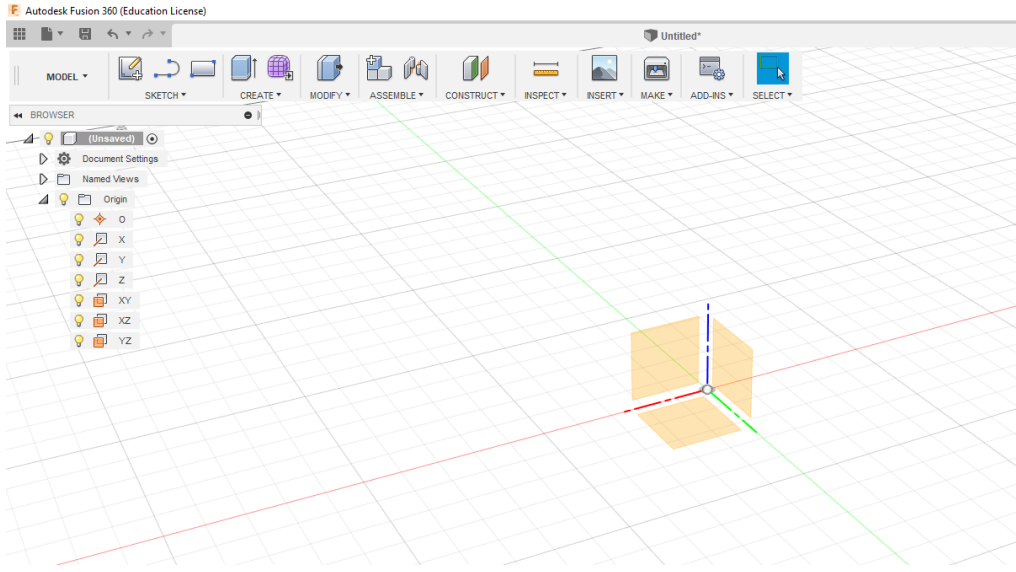 Autodesk Fusion 360 (Education License)
Untitled*
MODEL
SKETCH
CREATE
MODIFY
ASSEMBLE
CONSTRUCT
INSPECT
INSERT
MAKE
ADD-INS
SELECT
BROWSER
(Unsaved)
Document Settings
Named Views
Origin
O
X
Y
Z
XY
XZ
YZ